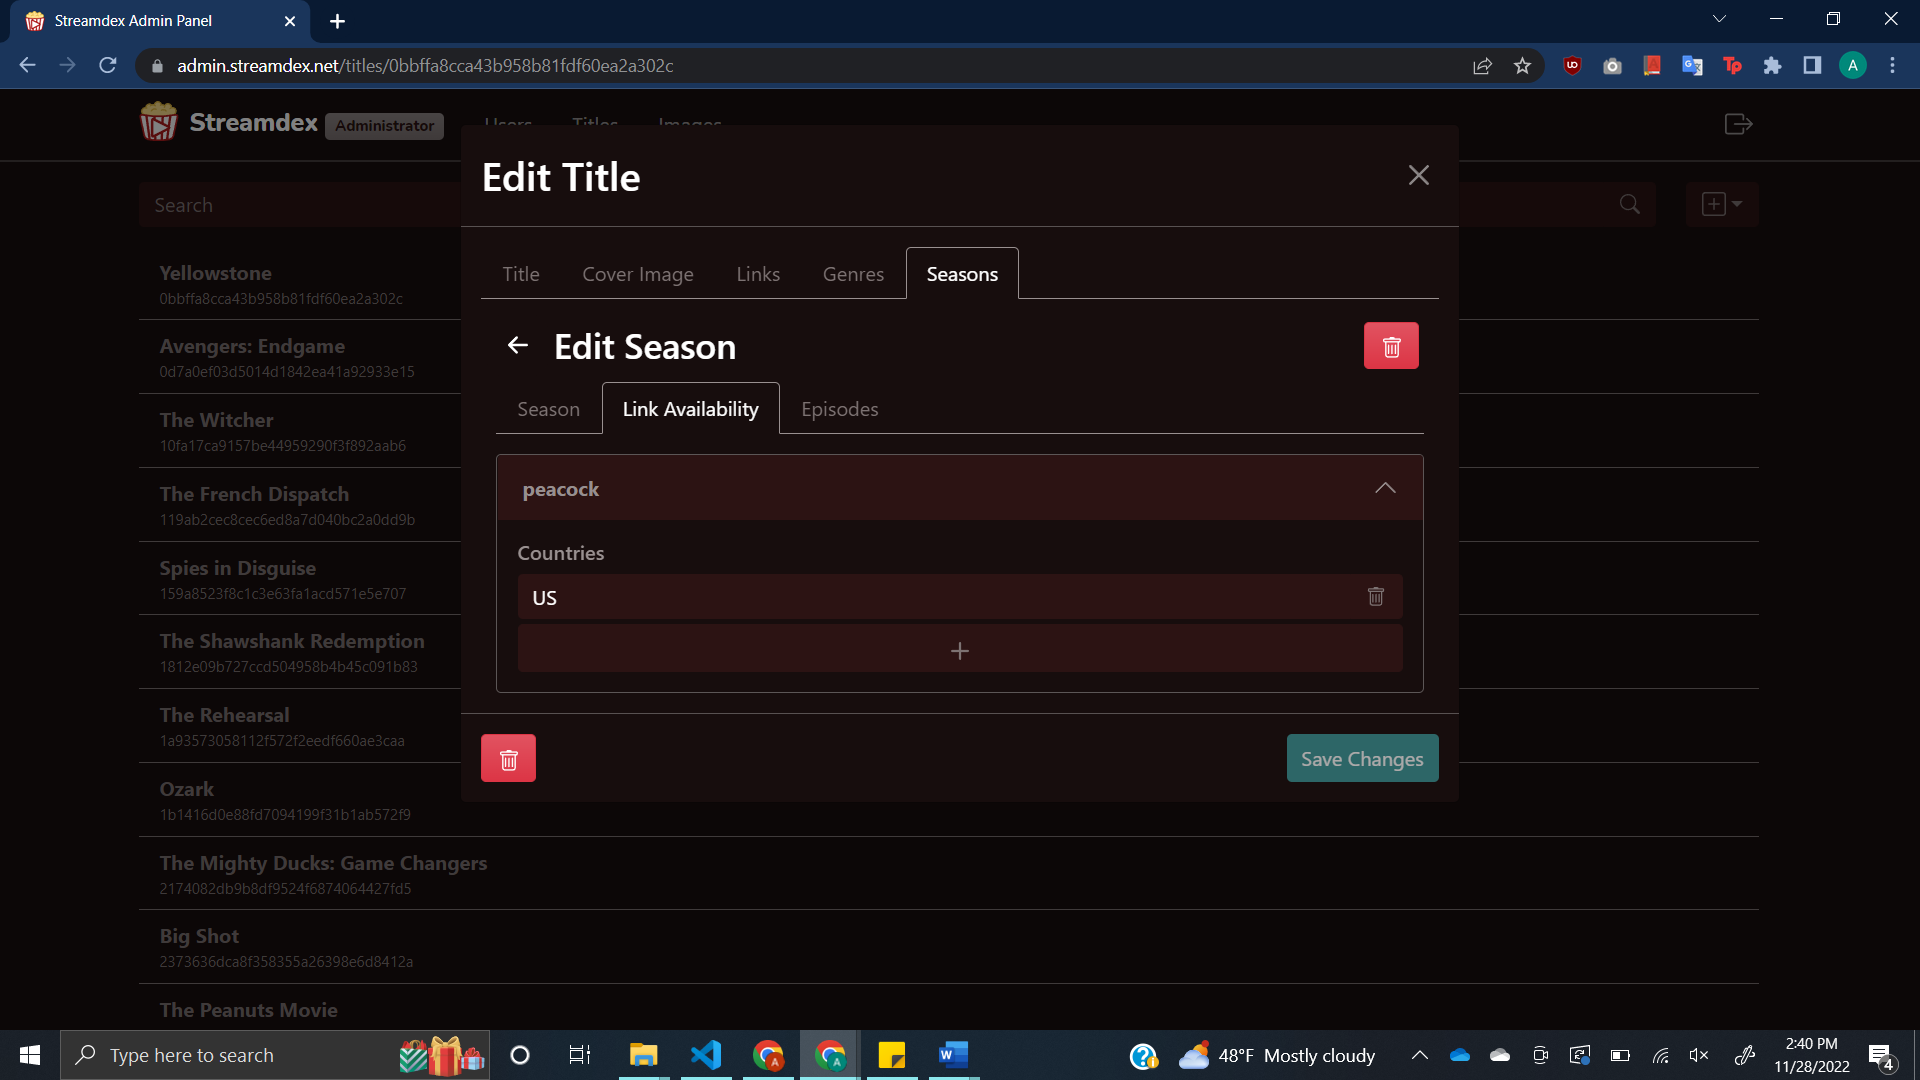 Streamdex Admin Panel
admin.streamdex.net/titles/0bbffa8cca43b958b81fdf60ea2a302c
A
Streamdex Administrator Users Titles Images
Edit Title
Search
Title Cover Image Links Genres Seasons
Edit Season
Season Link Availability Episodes
peacock
Countries
US
Save Changes
Yellowstone
0bbffa8cca43b958b81fdf60ea2a302c
Avengers: Endgame
0d7a0ef03d5014d1842ea41a92933e15
The Witcher
10fa17ca9157be44959290f3f892aab6
The French Dispatch
119ab2cec8cec6ed8a7d040bc2a0dd9b
Spies in Disguise
159a8523f8c1c3e63fa1acd571e5e707
The Shawshank Redemption
1812e09b727ccd504958b4b45c091b83
The Rehearsal
1a93573058112f572f2eedf660ae3caa
Ozark
1b1416d0e88fd7094199f31b1ab572f9
The Mighty Ducks: Game Changers
2174082db9b8df9524f6874064427fd5
Big Shot
2373636dca8f358355a26398e6d8412a
The Peanuts Movie
Type here to search
48°F Mostly cloudy
2:40 PM
11/28/2022
4